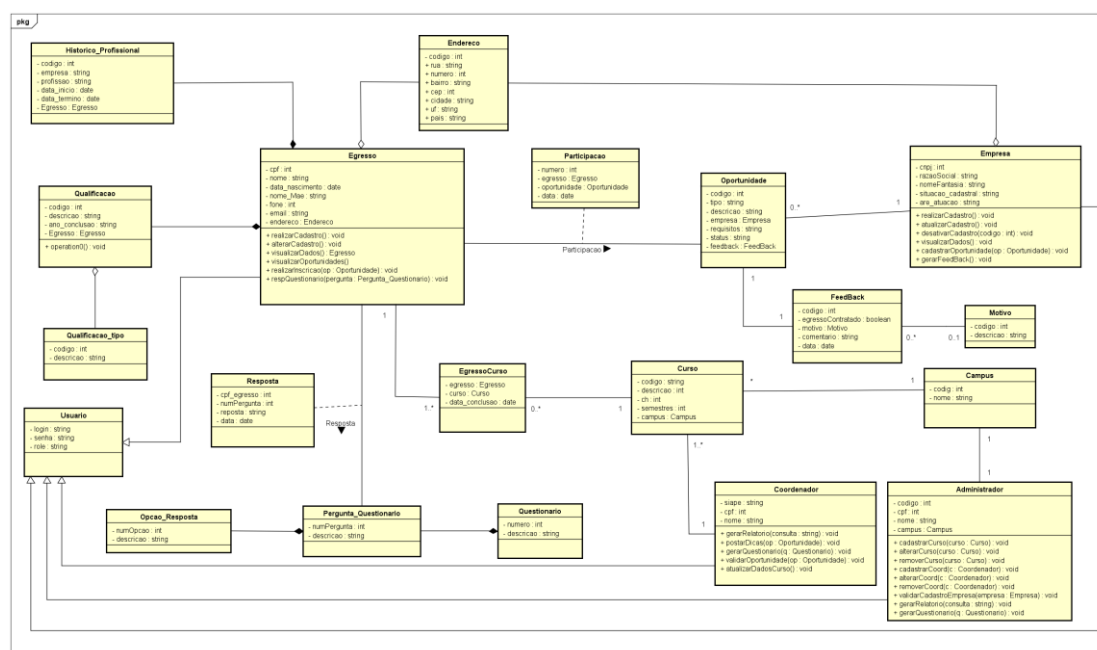 pkg
Historico_Profissional
- codigo : int
- empresa : string
- profissao : string
- data_inicio : date
- data_termino : date
- Egresso : Egresso
Endereco
- codigo : int
+ rua : string
+ numero : int
+ bairro : string
+ cep : int
+ cidade : string
+ uf : string
+ pais : string
Egresso
- cpf : int
- nome : string
- data_nascimento : date
- nome_Mae : string
- fone : int
- email : string
- endereco : Endereco
+ realizarCadastro() : void
+ alterarCadastro() : void
+ visualizarDados() : Egresso
+ visualizarOportunidades()
+ realizarInscricao(op : Oportunidade) : void
+ respQuestionario(pergunta : Pergunta_Questionario) : void
Participacao
- numero : int
- egresso : Egresso
- oportunidade : Oportunidade
- data : date
Participacao
Oportunidade
- codigo : int
- tipo : string
- descricao : string
- empresa : Empresa
- requisitos : string
- status : string
- feedback : FeedBack
0..*
1
Empresa
- cnpj : int
- razaoSocial : string
- nomeFantasia : string
- situacao_cadastral : string
- are_atuacao : string
+ realizarCadastro() : void
+ atualizarCadastro() : void
+ desativarCadastro(codigo : int) : void
+ visualizarDados() : void
+ cadastrarOportunidade(op : Oportunidade) : void
+ gerarFeedBack() : void
Qualificacao
- codigo : int
- descricao : string
- ano_conclusao : string
- Egresso : Egresso
+ operation0() : void
Qualificacao_tipo
- codigo : int
- descricao : string
1
1
FeedBack
- codigo : int
- egressoContratado : boolean
- motivo : Motivo
- comentario : string
- data : date
0..*
0..1
Motivo
- codigo : int
- descricao : string
Resposta
- cpf_egresso : int
- numPergunta : int
- reposta : string
- data : date
Resposta
1
1..*
EgressoCurso
- egresso : Egresso
- curso : Curso
- data_conclusao : date
0..*
1
Curso
- codigo : string
- descricao : int
- ch : int
- semestres : int
- campus : Campus
*
1
Campus
- codig : int
- nome : string
Usuario
- login : string
- senha : string
- role : string
1..*
1
1
1
Opcao_Resposta
- numOpcao : int
- descricao : string
Pergunta_Questionario
- numPergunta : int
- descricao : string
Questionario
- numero : int
- descricao : string
Coordenador
- siape : string
- cpf : int
- nome : string
+ gerarRelatorio(consulta : string) : void
+ postarDicas(op : Oportunidade) : void
+ gerarQuestionario(q : Questionario) : void
+ validarOportunidade(op : Oportunidade) : void
+ atualizarDadosCurso() : void
Administrador
- codigo : int
- cpf : int
- nome : string
- campus : Campus
+ cadastrarCurso(curso : Curso) : void
+ alterarCurso(curso : Curso) : void
+ removerCurso(curso : Curso) : void
+ cadastrarCoord(c : Coordenador) : void
+ alterarCoord(c : Coordenador) : void
+ removerCoord(c : Coordenador) : void
+ validarCadastroEmpresa(empresa : Empresa) : void
+ gerarRelatorio(consulta : string) : void
+ gerarQuestionario(q : Questionario) : void